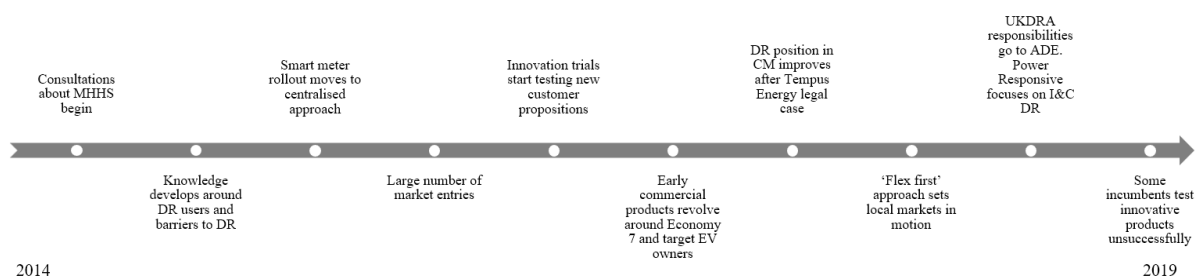 Consultations
about MHHS
begin
Knowledge
develops around
DR users and
barriers to DR
Smart meter
rollout moves to
centralised
approach
Large number of
market entries
Innovation trials
start testing new
customer
propositions
Early
commercial
products revolve
around Economy
7 and target EV
owners
DR position in
CM improves
after Tempus
Energy legal
case
‘Flex first’
approach sets
local markets in
motion
UKDRA
responsibilities
go to ADE.
Power
Responsive
focuses on I&C
DR
Some
incumbents test
innovative
products
unsuccessfully
2014
2019